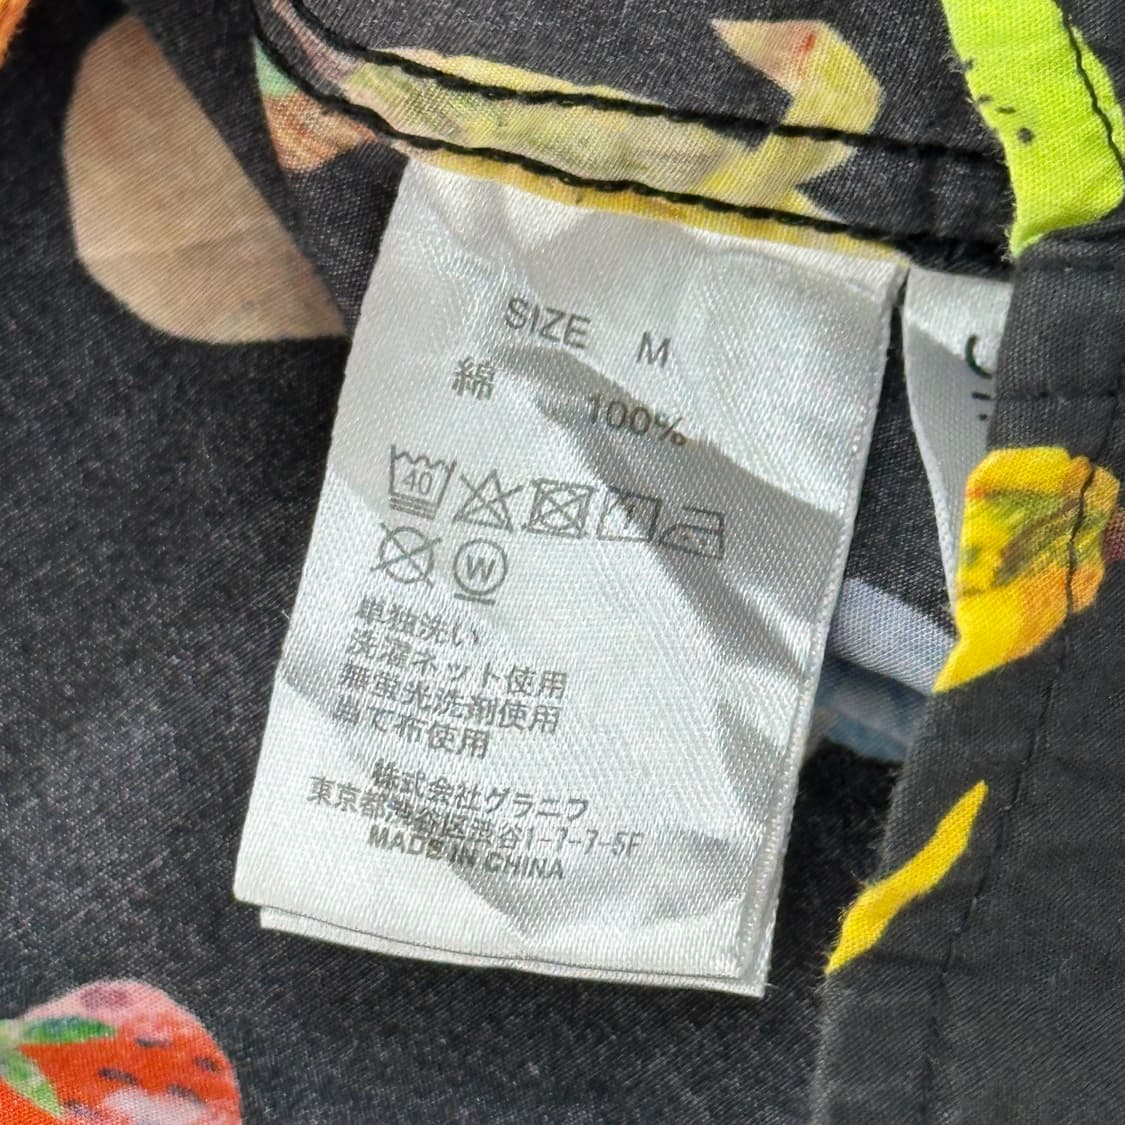 SIZE M
綿 100%
40
W
単独洗い
洗濯ネット使用
無蛍光洗剤使用
当て布使用
株式会社グラニフ
東京都渋谷区渋谷1-7-7-5F
MADE IN CHINA